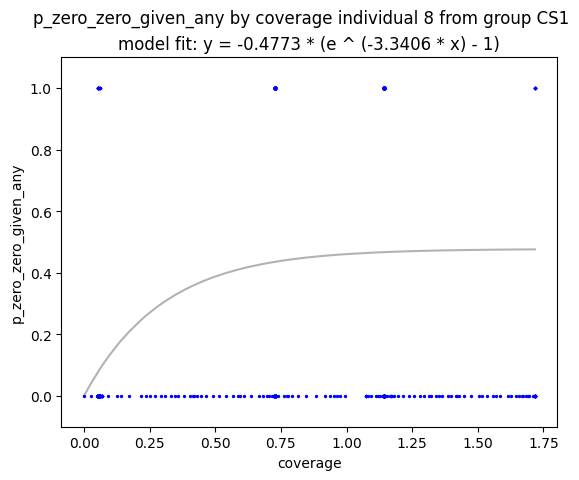 p_zero_zero_given_any by coverage individual 8 from group CS1
model fit: y = -0.4773 * (e ^ (-3.3406 * x) - 1)
1.0
0.8
0.6
0.4
0.2
0.0
p_zero_zero_given_any
0.00 0.25 0.50 0.75 1.00 1.25 1.50 1.75
coverage